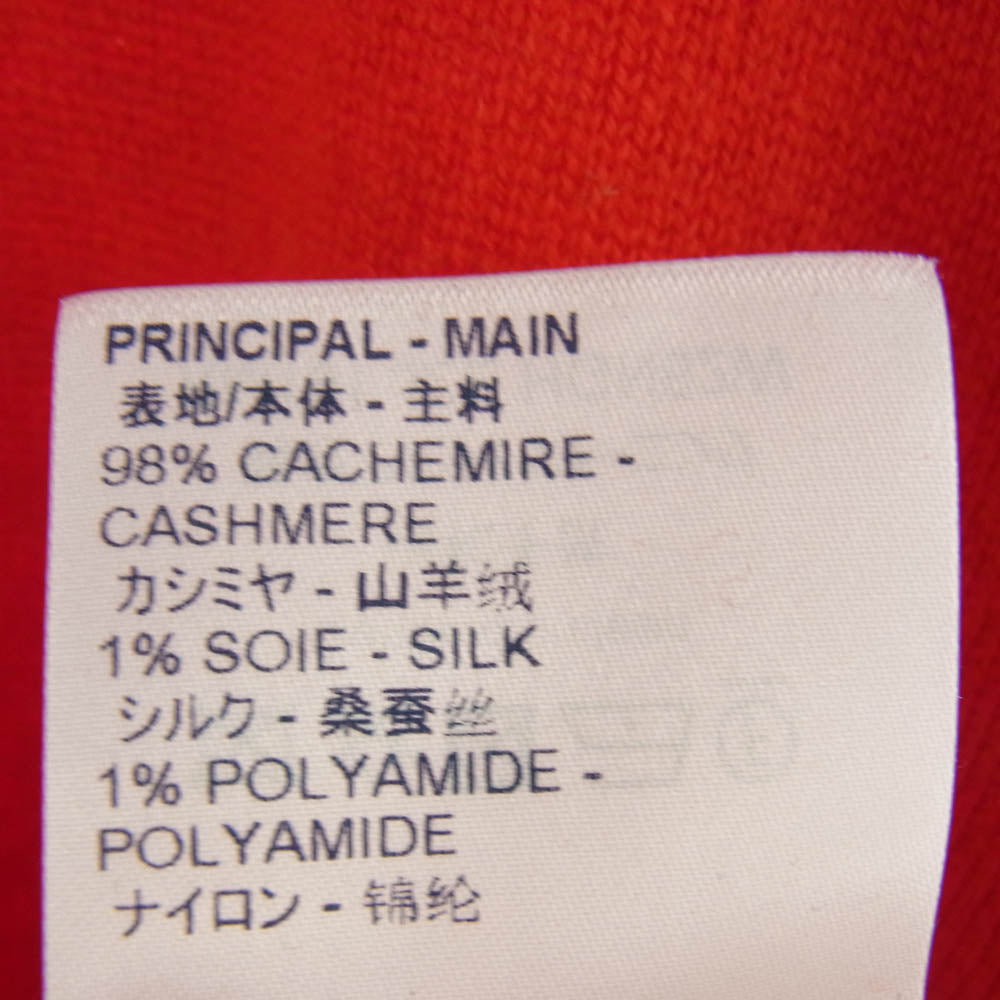 PRINCIPAL - MAIN
表地/本体 - 主料
98% CACHEMIRE -
CASHMERE
カシミヤ - 山羊绒
1% SOIE - SILK
シルク - 桑蚕丝
1% POLYAMIDE -
POLYAMIDE
ナイロン - 锦纶